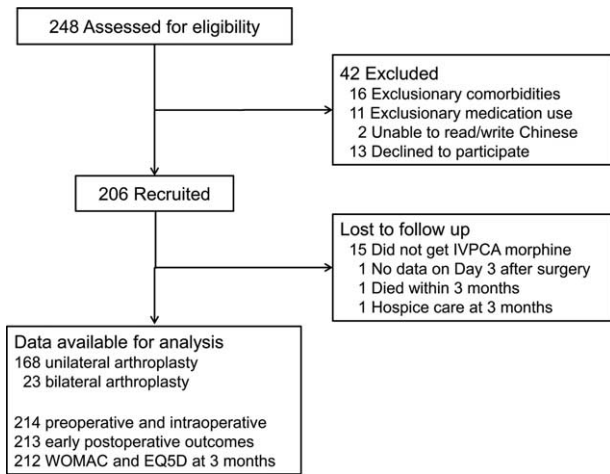 248 Assessed for eligibility
42 Excluded
16 Exclusionary comorbidities
11 Exclusionary medication use
2 Unable to read/write Chinese
13 Declined to participate
206 Recruited
Lost to follow up
15 Did not get IVPCA morphine
1 No data on Day 3 after surgery
1 Died within 3 months
1 Hospice care at 3 months
Data available for analysis
168 unilateral arthroplasty
23 bilateral arthroplasty
214 preoperative and intraoperative
213 early postoperative outcomes
212 WOMAC and EQ5D at 3 months